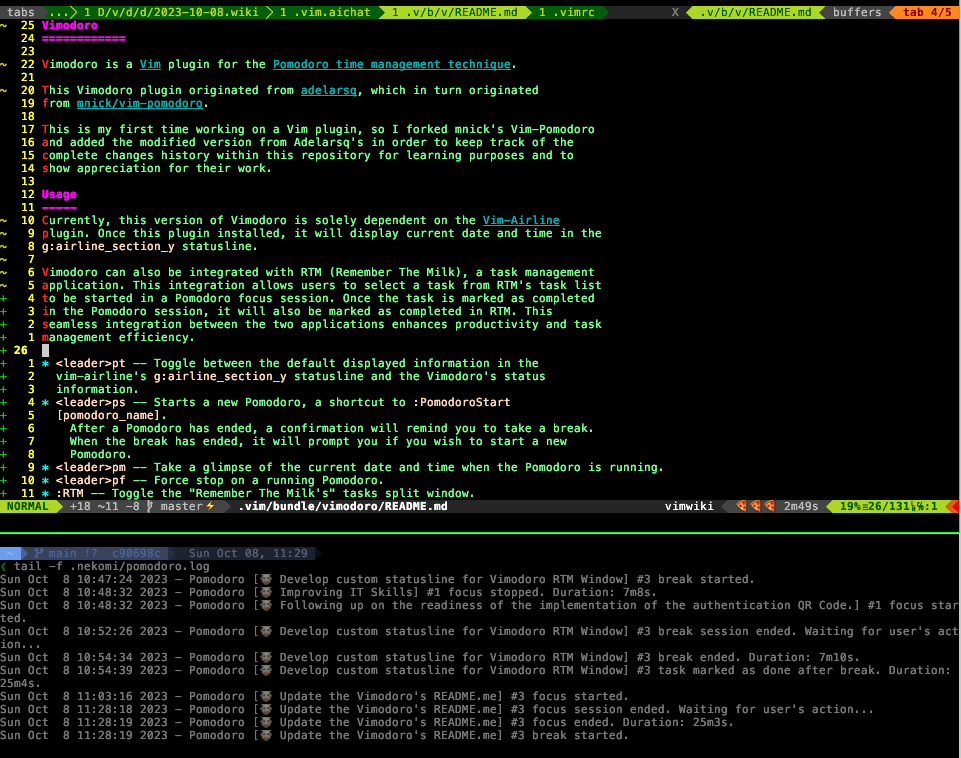 tabs ...> 1 D/v/d/d/2023-10-08.wiki > 1 .vim.aichat 1 .v/b/v/README.md 1 .vimrc X .v/b/v/README.md buffers tab 4/5
~ 25 Vimodoro
24 ============
23
~ 22 Vimodoro is a Vim plugin for the Pomodoro time management technique.
21
~ 20 This Vimodoro plugin originated from adelarsq, which in turn originated
19 from mnick/vim-pomodoro.
18
17 This is my first time working on a Vim plugin, so I forked mnick's Vim-Pomodoro
16 and added the modified version from Adelarsq's in order to keep track of the
15 complete changes history within this repository for learning purposes and to
14 show appreciation for their work.
13
12 Usage
11 =====
~ 10 Currently, this version of Vimodoro is solely dependent on the Vim-Airline
~ 9 plugin. Once this plugin installed, it will display current date and time in the
~ 8 g:airline_section_y statusline.
~ 7
~ 6 Vimodoro can also be integrated with RTM (Remember The Milk), a task management
~ 5 application. This integration allows users to select a task from RTM's task list
+ 4 to be started in a Pomodoro focus session. Once the task is marked as completed
+ 3 in the Pomodoro session, it will also be marked as completed in RTM. This
+ 2 seamless integration between the two applications enhances productivity and task
+ 1 management efficiency.
+ 26
+ 1 * <leader>pt -- Toggle between the default displayed information in the
+ 2 vim-airline's g:airline_section_y statusline and the Vimodoro's status
+ 3 information.
+ 4 * <leader>ps -- Starts a new Pomodoro, a shortcut to :PomodoroStart
+ 5 [pomodoro_name].
+ 6 After a Pomodoro has ended, a confirmation will remind you to take a break.
+ 7 When the break has ended, it will prompt you if you wish to start a new
+ 8 Pomodoro.
+ 9 * <leader>pm -- Take a glimpse of the current date and time when the Pomodoro is running.
+ 10 * <leader>pf -- Force stop on a running Pomodoro.
+ 11 * :RTM -- Toggle the "Remember The Milk's" tasks split window.
NORMAL +18 ~11 -8 master⚡ .vim/bundle/vimodoro/README.md vimwiki 🍕🍕🍕 2m49s 19%≡26/131:1
~ main !? c90698c Sun Oct 08, 11:29
❮ tail -f .nekomi/pomodoro.log
Sun Oct 8 10:47:24 2023 - Pomodoro [ Develop custom statusline for Vimodoro RTM Window] #3 break started.
Sun Oct 8 10:48:32 2023 - Pomodoro [ Improving IT Skills] #1 focus stopped. Duration: 7m8s.
Sun Oct 8 10:48:32 2023 - Pomodoro [ Following up on the readiness of the implementation of the authentication QR Code.] #1 focus star
ted.
Sun Oct 8 10:52:26 2023 - Pomodoro [ Develop custom statusline for Vimodoro RTM Window] #3 break session ended. Waiting for user's act
ion...
Sun Oct 8 10:54:34 2023 - Pomodoro [ Develop custom statusline for Vimodoro RTM Window] #3 break ended. Duration: 7m10s.
Sun Oct 8 10:54:39 2023 - Pomodoro [ Develop custom statusline for Vimodoro RTM Window] #3 task marked as done after break. Duration:
25m4s.
Sun Oct 8 11:03:16 2023 - Pomodoro [ Update the Vimodoro's README.me] #3 focus started.
Sun Oct 8 11:28:18 2023 - Pomodoro [ Update the Vimodoro's README.me] #3 focus session ended. Waiting for user's action...
Sun Oct 8 11:28:19 2023 - Pomodoro [ Update the Vimodoro's README.me] #3 focus ended. Duration: 25m3s.
Sun Oct 8 11:28:19 2023 - Pomodoro [ Update the Vimodoro's README.me] #3 break started.